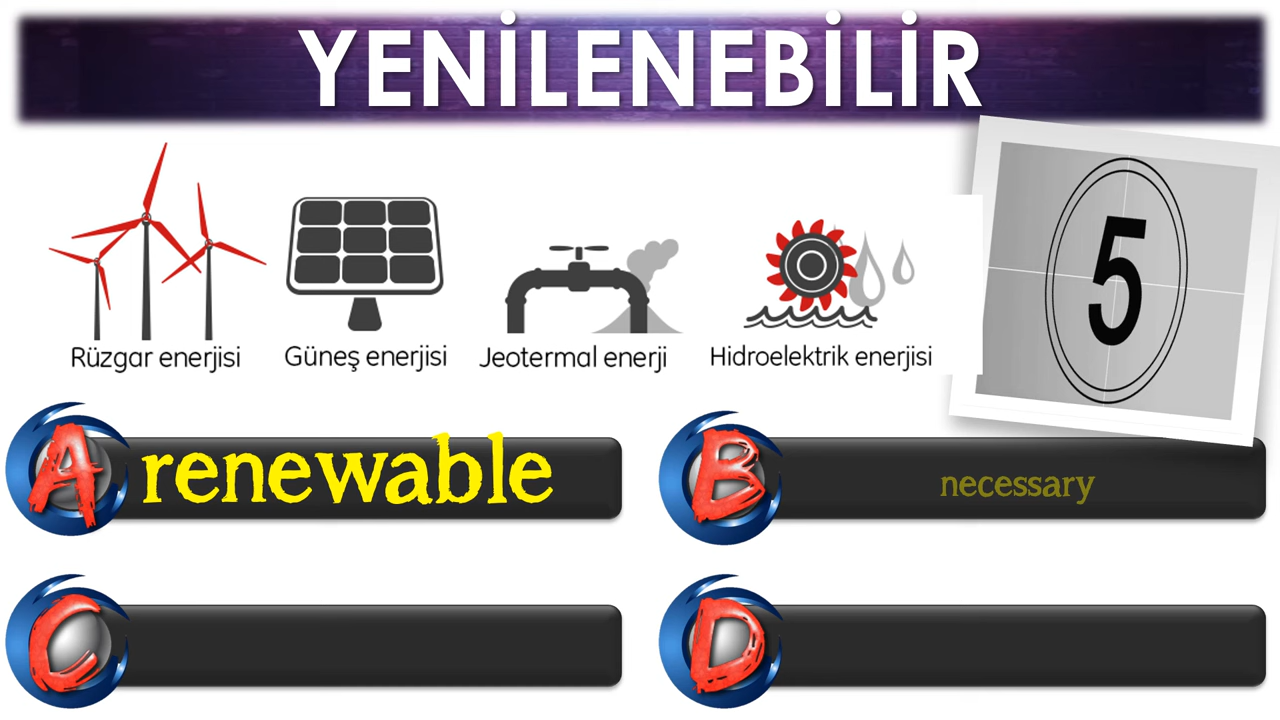 YENİLENEBİLİR
5
Rüzgar enerjisi
Güneş enerjisi
Jeotermal enerji
Hidroelektrik enerjisi
A renewable
B necessary
C
D